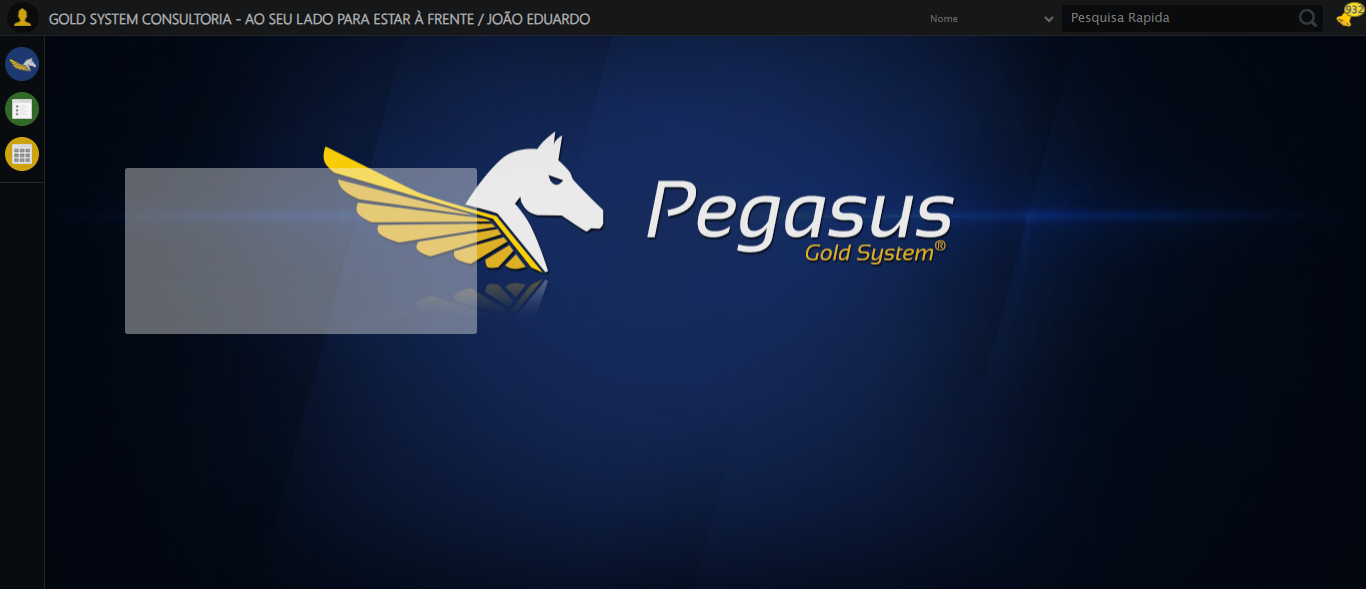 GOLD SYSTEM CONSULTORIA - AO SEU LADO PARA ESTAR À FRENTE / JOÃO EDUARDO
Nome
Pesquisa Rapida
932
Pegasus
Gold System®